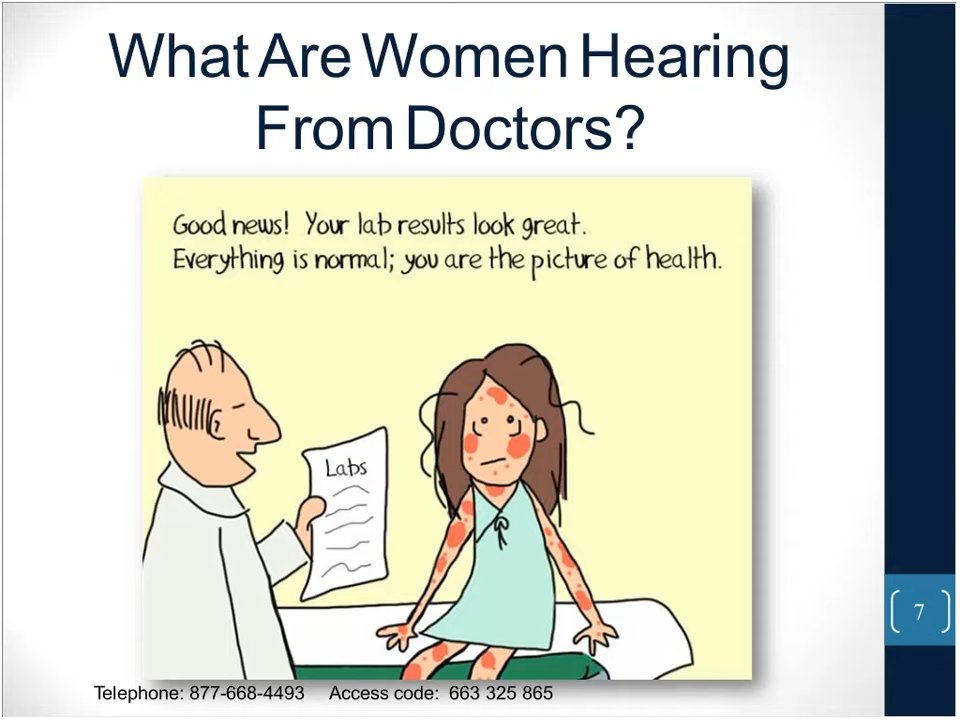 What Are Women Hearing
From Doctors?
Good news! Your lab results look great.
Everything is normal; you are the picture of health.
Labs
7
Telephone: 877-668-4493 Access code: 663 325 865